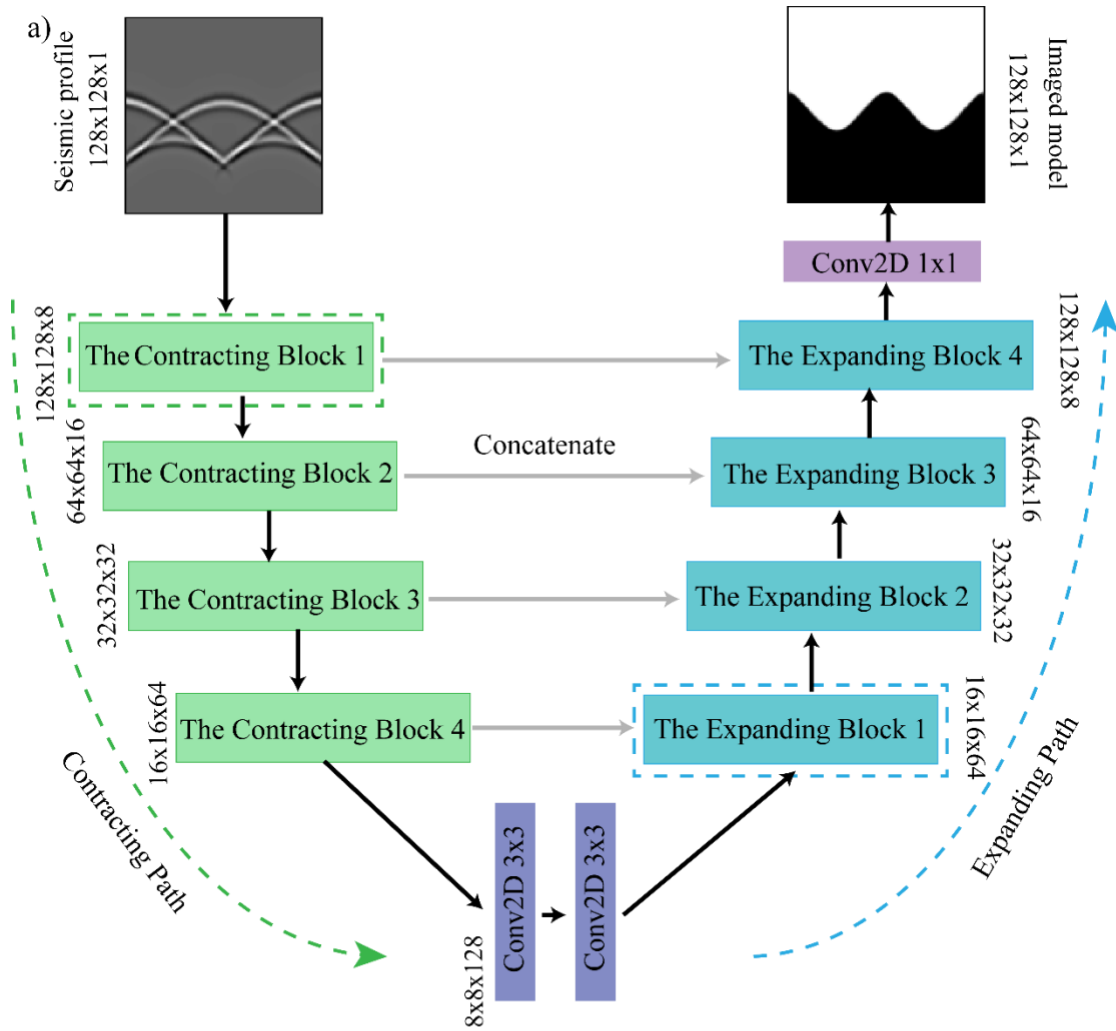 a)
Seismic profile
128x128x1
Imaged model
128x128x1
Conv2D 1x1
128x128x8
The Contracting Block 1
The Expanding Block 4
128x128x8
64x64x16
The Contracting Block 2
Concatenate
The Expanding Block 3
64x64x16
32x32x32
The Contracting Block 3
The Expanding Block 2
32x32x32
16x16x64
The Contracting Block 4
The Expanding Block 1
16x16x64
Contracting Path
Expanding Path
8x8x128
Conv2D 3x3
Conv2D 3x3